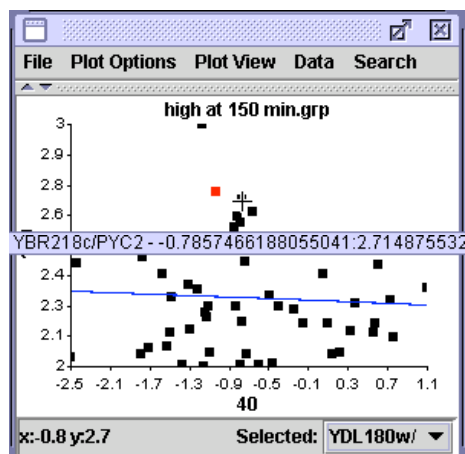 File Plot Options Plot View Data Search
high at 150 min.grp
3
2.9
2.8
2.6
YBR218c/PYC2 - -0.7857466188055041:2.714875532
2.4
2.3
2.1
2
-2.5 -2.1 -1.7 -1.3 -0.9 -0.5 -0.1 0.3 0.7 1.1
40
x:-0.8 y:2.7 Selected: YDL180w/